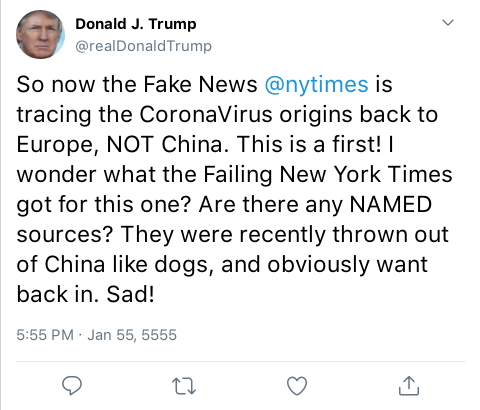 Donald J. Trump
@realDonaldTrump
So now the Fake News @nytimes is
tracing the CoronaVirus origins back to
Europe, NOT China. This is a first! I
wonder what the Failing New York Times
got for this one? Are there any NAMED
sources? They were recently thrown out
of China like dogs, and obviously want
back in. Sad!
5:55 PM · Jan 55, 5555